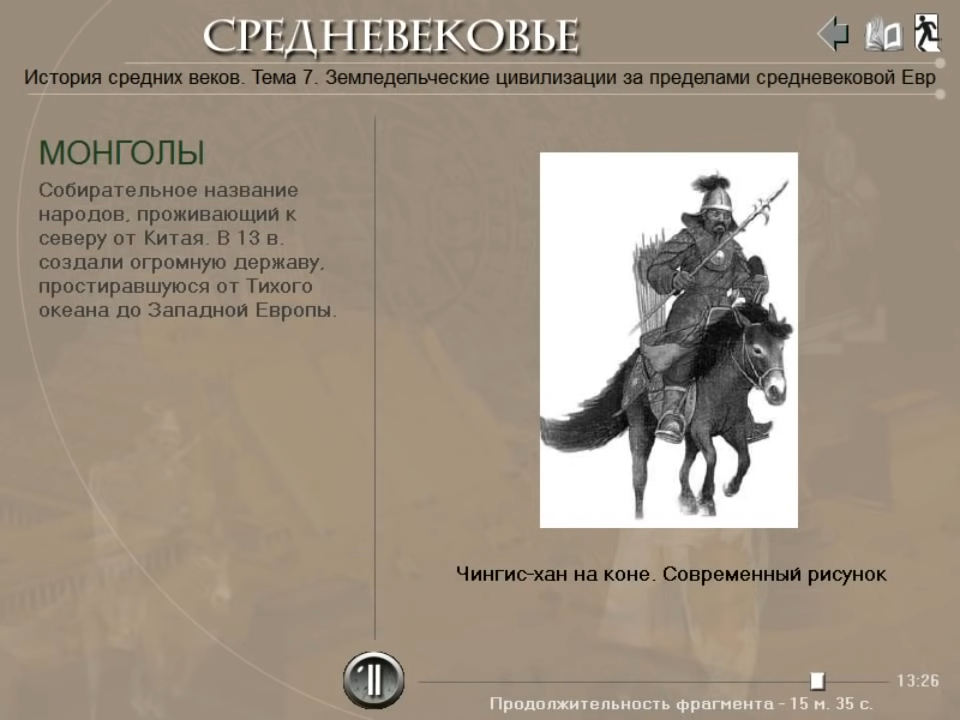 СРЕДНЕВЕКОВЬЕ
История средних веков. Тема 7. Земледельческие цивилизации за пределами средневековой Евр
МОНГОЛЫ
Собирательное название
народов, проживающий к
северу от Китая. В 13 в.
создали огромную державу,
простиравшуюся от Тихого
океана до Западной Европы.
Чингис-хан на коне. Современный рисунок
13:26
Продолжительность фрагмента - 15 м. 35 с.